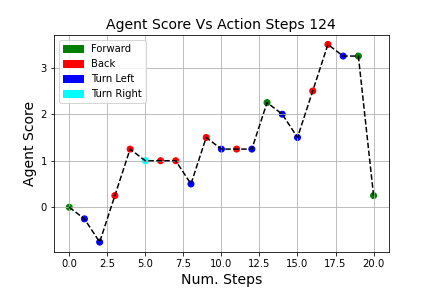 Agent Score Vs Action Steps 124
Forward
Back
Turn Left
Turn Right
Agent Score
3
2
1
0
0.0 2.5 5.0 7.5 10.0 12.5 15.0 17.5 20.0
Num. Steps